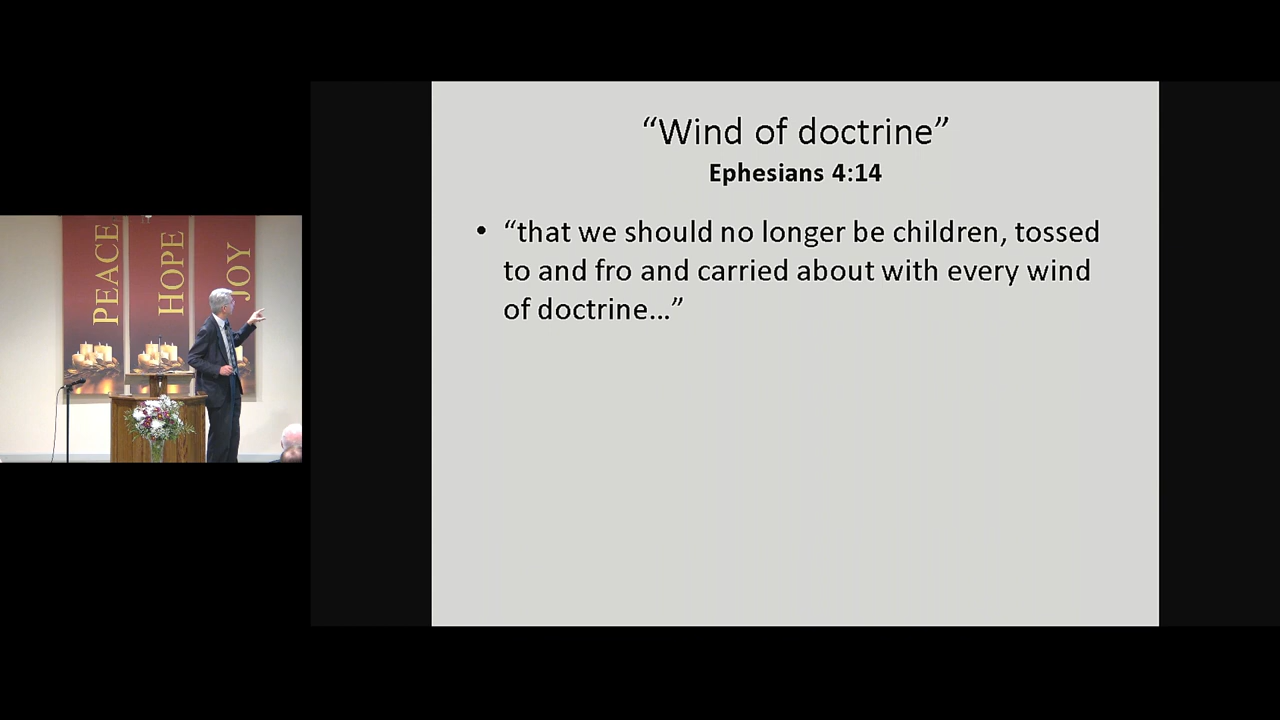 PEACE
HOPE
JOY
“Wind of doctrine”
Ephesians 4:14
• “that we should no longer be children, tossed
to and fro and carried about with every wind
of doctrine…”